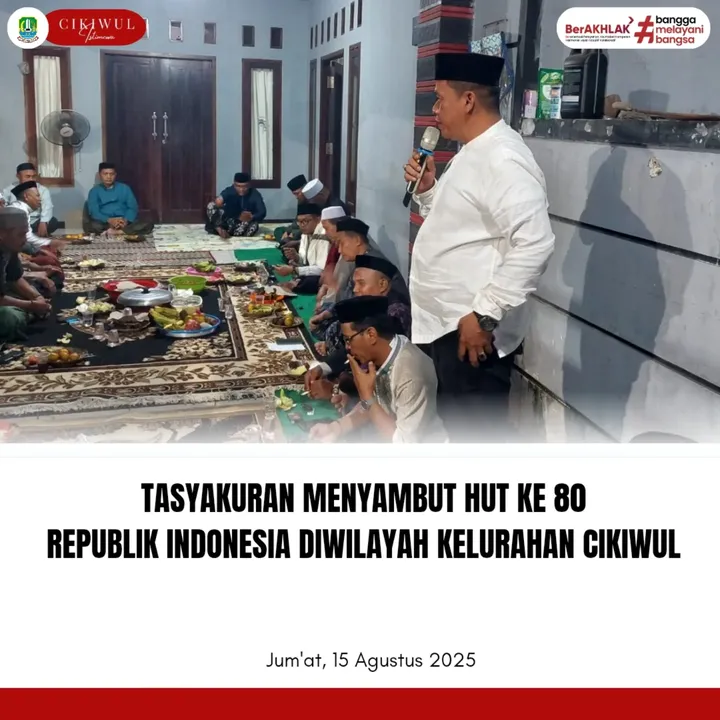 CIKIWUL
Istimewa
BerAKHLAK
#bangga
melayani
bangsa
TASYAKURAN MENYAMBUT HUT KE 80
REPUBLIK INDONESIA DIWILAYAH KELURAHAN CIKIWUL
Jum'at, 15 Agustus 2025